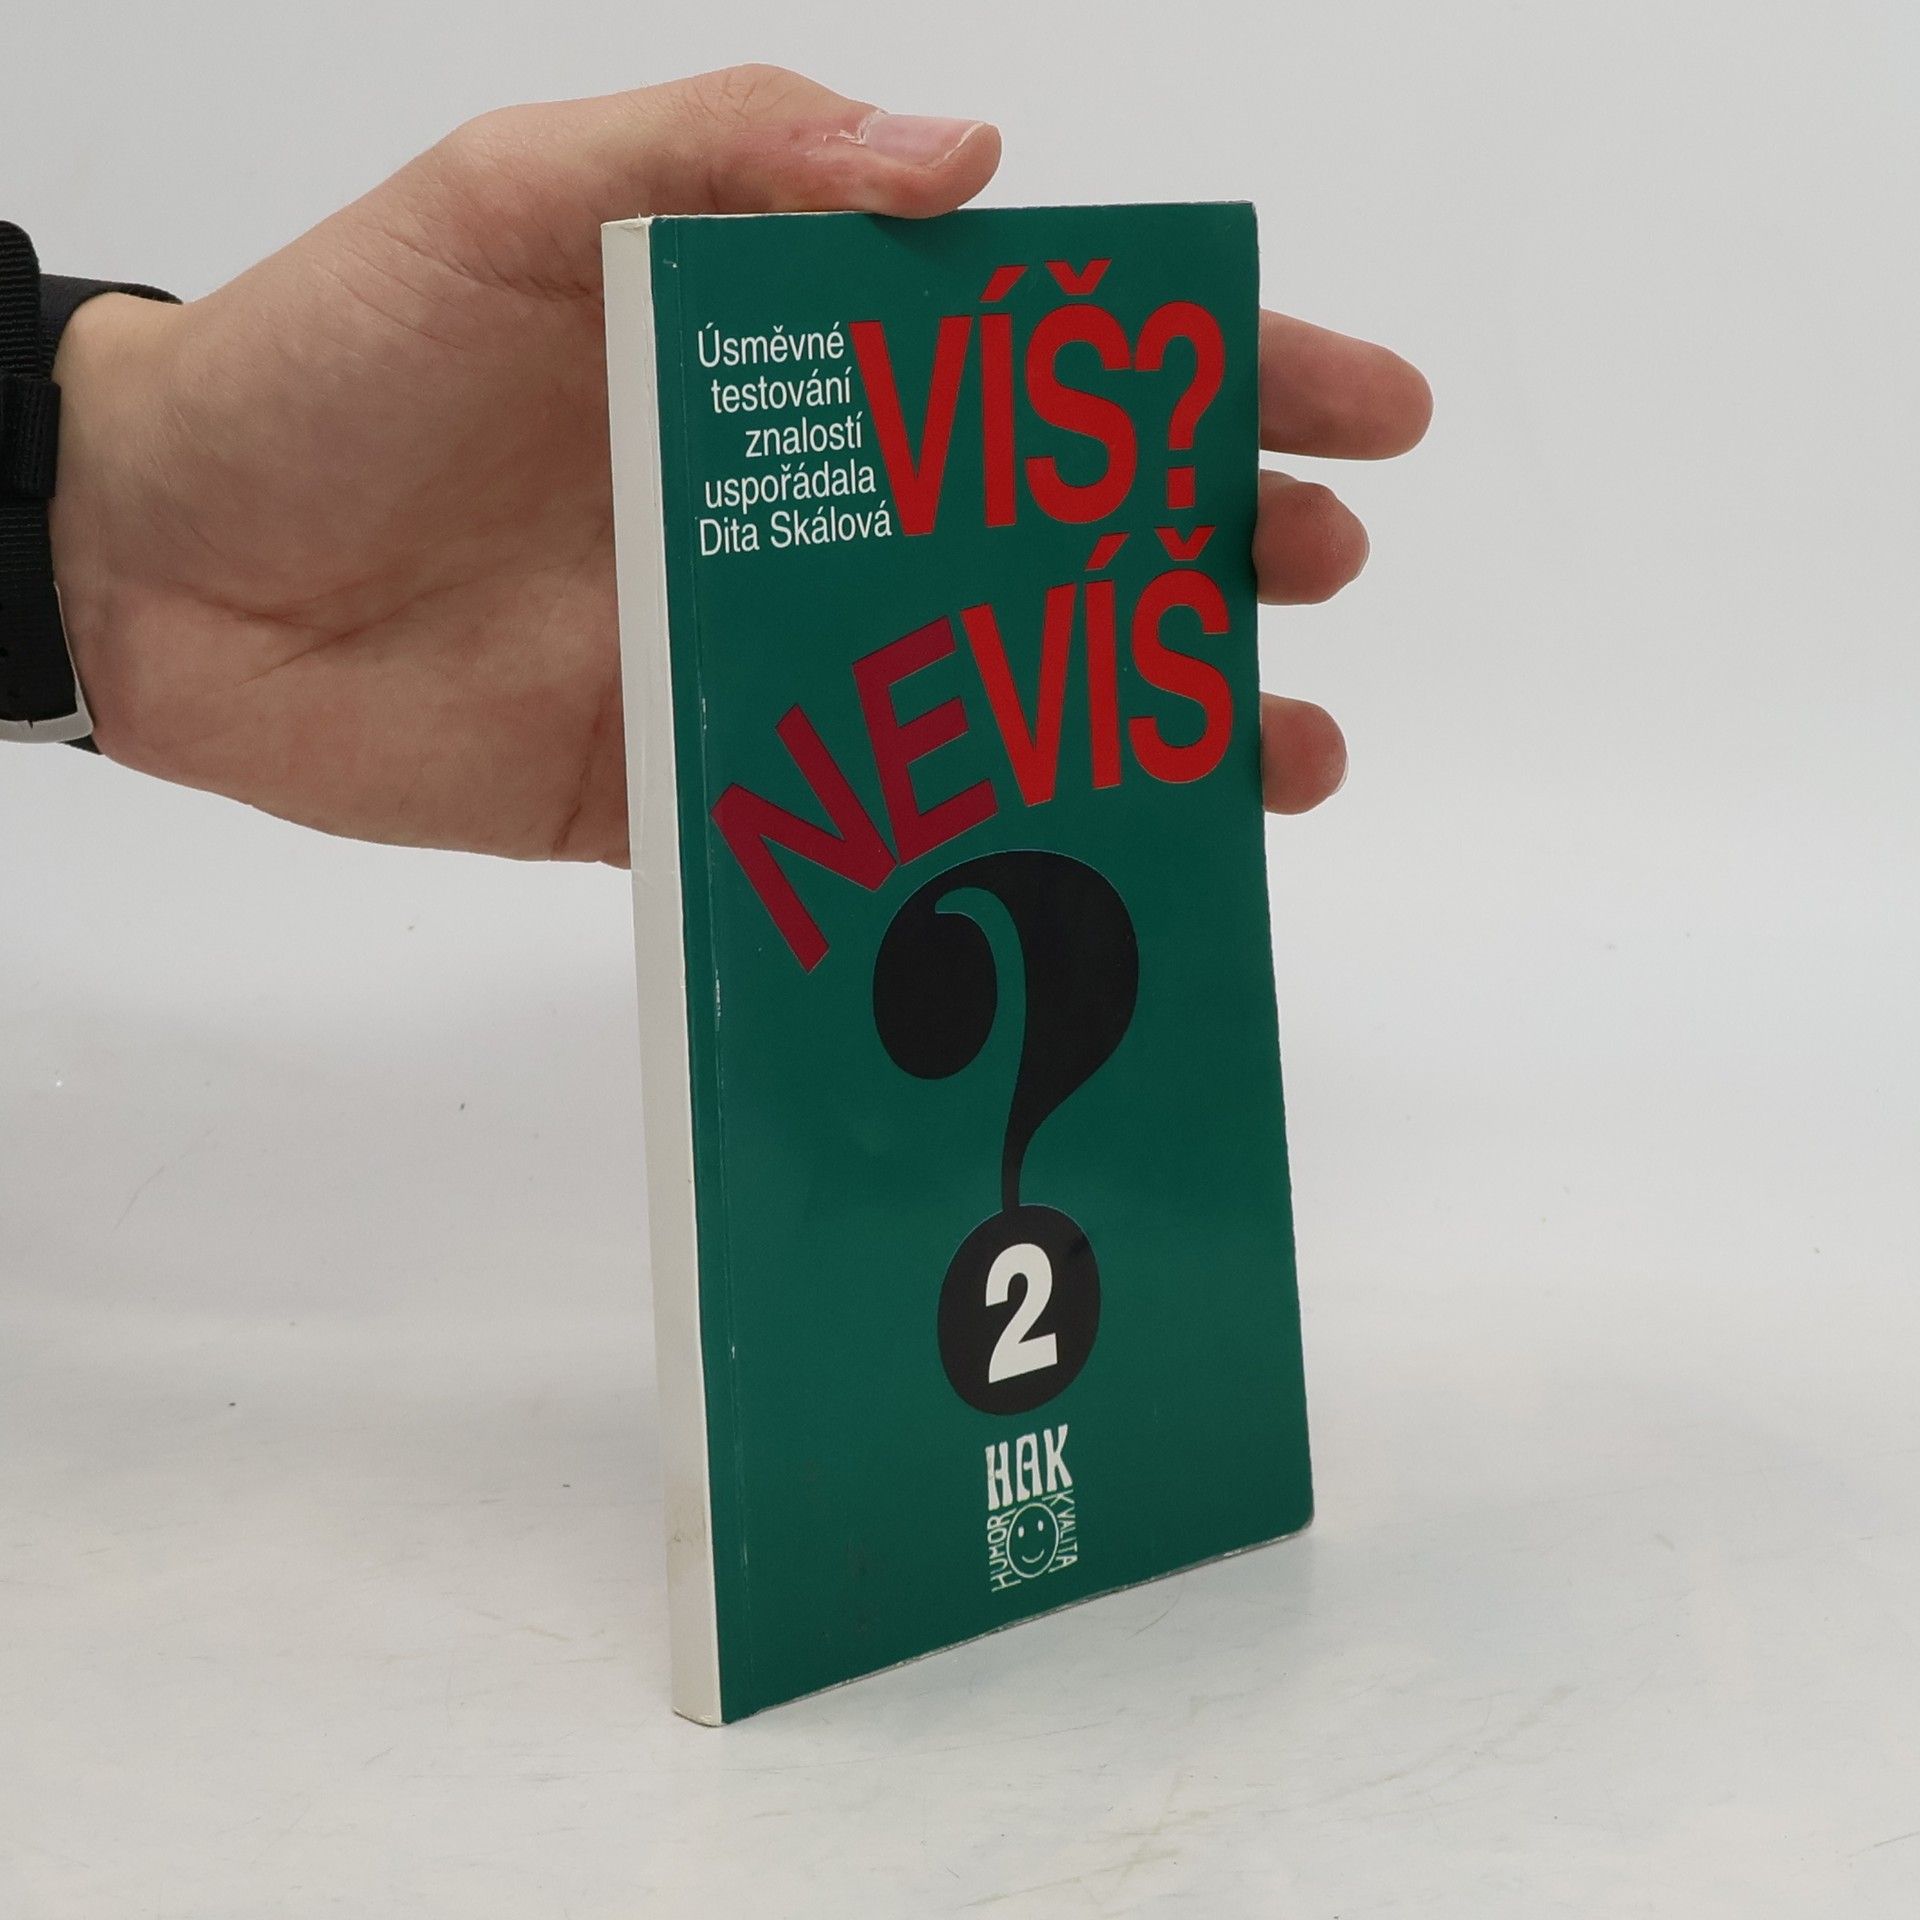 Úsměvné
testování
znalostí
uspořádala
Dita Skálová
VÍŠ?
NEVÍŠ
?
2
HAK
HUMOR
KVALITA